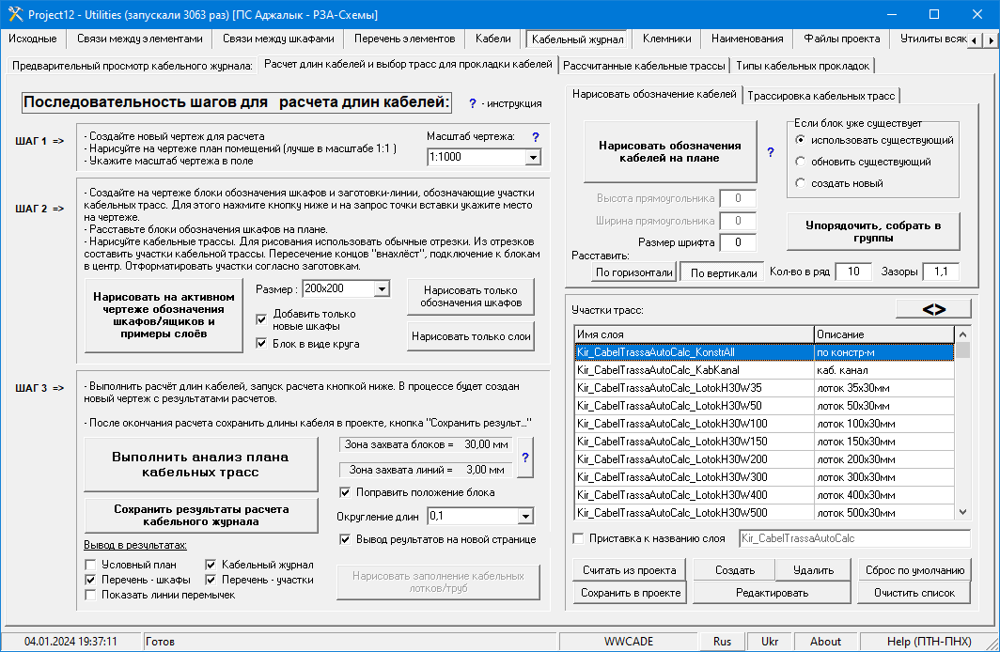 Project12 - Utilities (запускали 3063 раз) [ПС Аджалык - РЗА-Схемы]
Исходные Связи между элементами Связи между шкафами Перечень элементов Кабели Кабельный журнал Клемники Наименования Файлы проекта Утилиты всяк
Предварительный просмотр кабельного журнала: Расчет длин кабелей и выбор трасс для прокладки кабелей Рассчитанные кабельные трассы Типы кабельных прокладок
Последовательность шагов для расчета длин кабелей:
? - инструкция
ШАГ 1 =>
- Создайте новый чертеж для расчета
- Нарисуйте на чертеже план помещений (лучше в масштабе 1:1 )
- Укажите масштаб чертежа в поле
Масштаб чертежа: ?
1:1000
ШАГ 2 =>
- Создайте на чертеже блоки обозначения шкафов и заготовки-линии, обозначающие участки
кабельных трасс. Для этого нажмите кнопку ниже и на запрос точки вставки укажите место
на чертеже.
- Расставьте блоки обозначения шкафов на плане.
- Нарисуйте кабельные трассы. Для рисования использовать обычные отрезки. Из отрезков
составить участки кабельной трассы. Пересечение концов "внахлёст", подключение к блокам
в центр. Отформатировать участки согласно заготовкам.
Нарисовать на активном
чертеже обозначения
шкафов/ящиков и
примеры слоёв
Размер : 200x200
Добавить только
новые шкафы
Блок в виде круга
Нарисовать только
обозначения шкафов
Нарисовать только слои
ШАГ 3 =>
- Выполнить расчёт длин кабелей, запуск расчета кнопкой ниже. В процессе будет создан
новый чертеж с результатами расчетов.
- После окончания расчета сохранить длины кабеля в проекте, кнопка "Сохранить результ..."
Выполнить анализ плана
кабельных трасс
Сохранить результаты расчета
кабельного журнала
Зона захвата блоков = 30,00 мм
Зона захвата линий = 3,00 мм
?
Поправить положение блока
Округление длин 0,1
Вывод реультатов на новой странице
Вывод в результатах:
Условный план Кабельный журнал
Перечень - шкафы Перечень - участки
Показать линии перемычек
Нарисовать заполнение кабельных
лотков/труб
Нарисовать обозначение кабелей Трассировка кабельных трасс
Нарисовать обозначения
кабелей на плане
?
Если блок уже существует
использовать существующий
обновить существующий
создать новый
Высота прямоугольника 0
Ширина прямоугольника 0
Размер шрифта 0
Упорядочить, собрать в
группы
Расставить:
По горизонтали По вертикали Кол-во в ряд 10 Зазоры 1,1
Участки трасс: <>
Имя слоя Описание
Kir_CabelTrassaAutoCalc_KonstrAll по констр-м
Kir_CabelTrassaAutoCalc_KabKanal каб. канал
Kir_CabelTrassaAutoCalc_LotokH30W35 лоток 35x30мм
Kir_CabelTrassaAutoCalc_LotokH30W50 лоток 50x30мм
Kir_CabelTrassaAutoCalc_LotokH30W100 лоток 100x30мм
Kir_CabelTrassaAutoCalc_LotokH30W150 лоток 150x30мм
Kir_CabelTrassaAutoCalc_LotokH30W200 лоток 200x30мм
Kir_CabelTrassaAutoCalc_LotokH30W300 лоток 300x30мм
Kir_CabelTrassaAutoCalc_LotokH30W400 лоток 400x30мм
Kir_CabelTrassaAutoCalc_LotokH30W500 лоток 500x30мм
Приставка к названию слоя Kir_CabelTrassaAutoCalc
Считать из проекта Создать Удалить Сброс по умолчанию
Сохранить в проекте Редактировать Очистить список
04.01.2024 19:37:11 Готов WWCADE Rus Ukr About Help (ПТН-ПНХ)